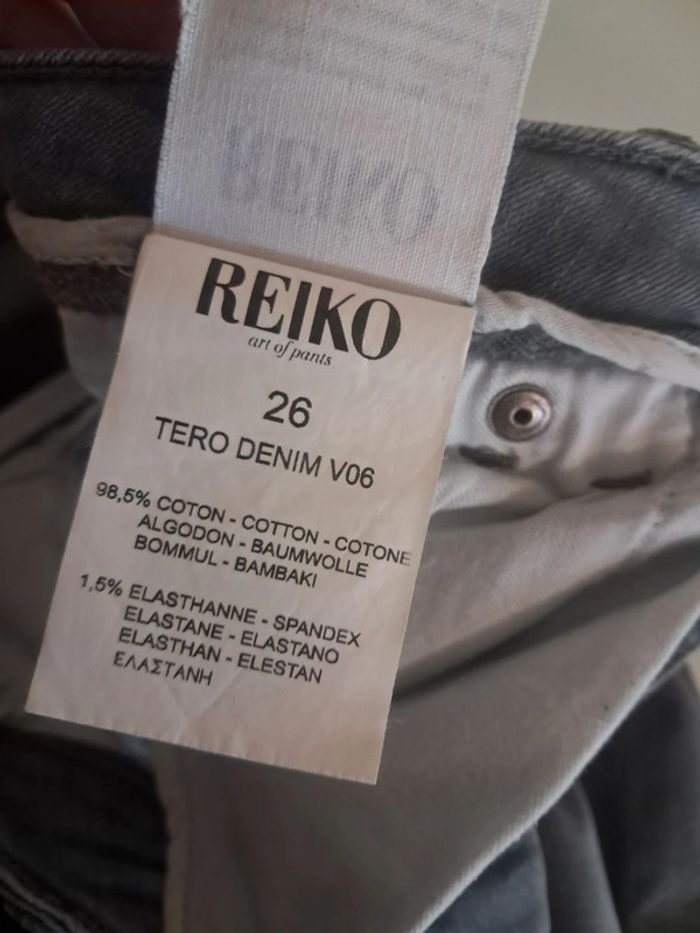 REIKO
art of pants
26
TERO DENIM V06
98,5% COTON - COTTON - COTONE
ALGODON - BAUMWOLLE
BOMMUL - BAMBAKI
1,5% ELASTHANNE - SPANDEX
ELASTANE - ELASTANO
ELASTHAN - ELESTAN
ΕΛΑΣΤΑΝΗ